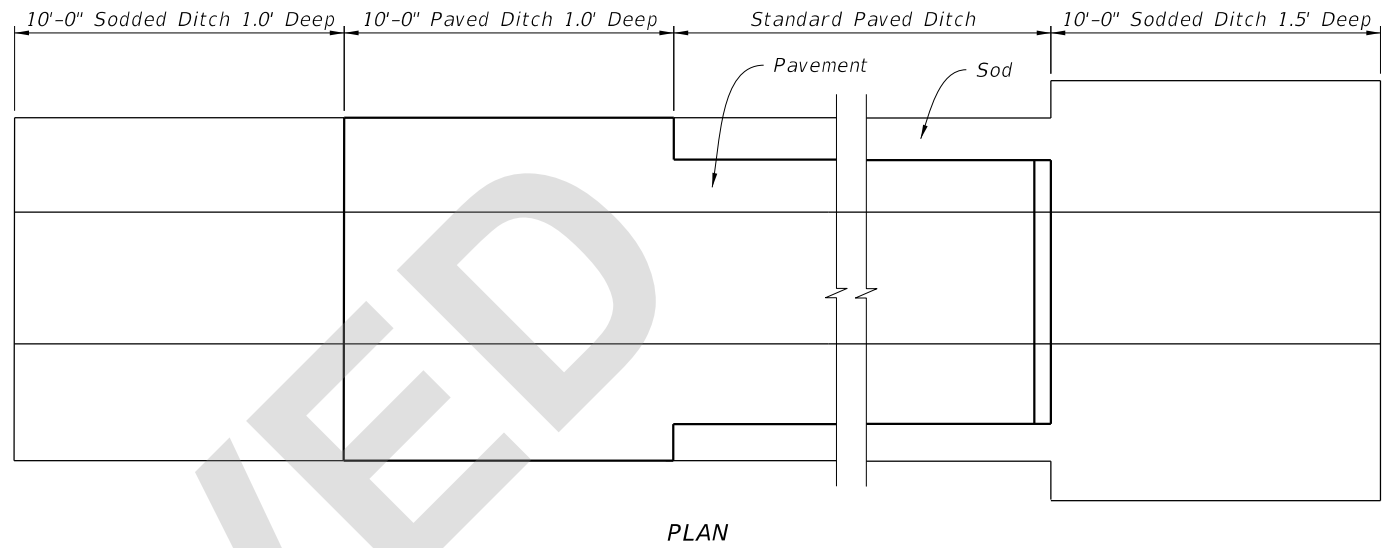 10'-0" Sodded Ditch 1.0' Deep
10'-0" Paved Ditch 1.0' Deep
Standard Paved Ditch
10'-0" Sodded Ditch 1.5' Deep
Pavement
Sod
VED
PLAN